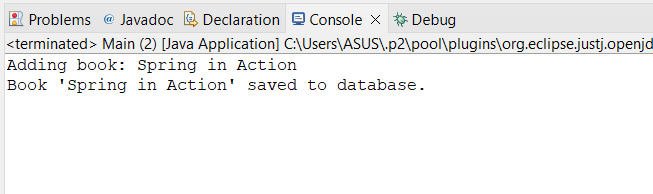 Problems @ Javadoc Declaration Console Debug
<terminated> Main (2) [Java Application] C:\Users\ASUS\.p2\pool\plugins\org.eclipse.justj.openjd
Adding book: Spring in Action
Book 'Spring in Action' saved to database.